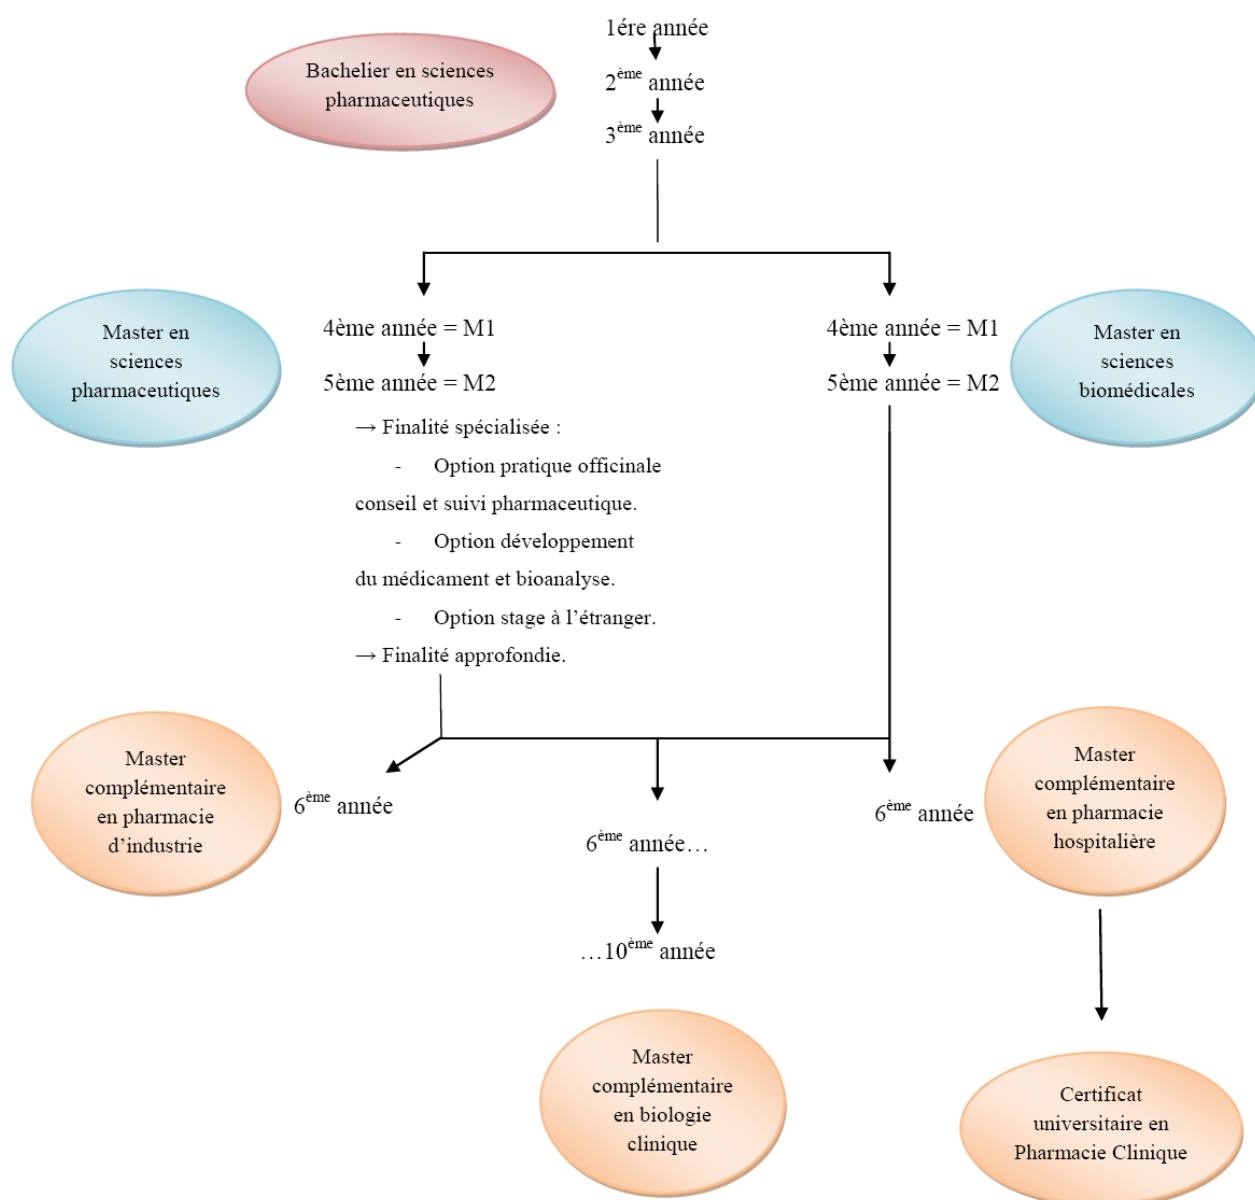 1ére année
Bachelier en sciences
pharmaceutiques
2ème année
3ème année
Master en
sciences
pharmaceutiques
4ème année = M1
5ème année = M2
4ème année = M1
5ème année = M2
Master en
sciences
biomédicales
→ Finalité spécialisée :
- Option pratique officinale
conseil et suivi pharmaceutique.
- Option développement
du médicament et bioanalyse.
- Option stage à l’étranger.
→ Finalité approfondie.
Master
complémentaire
en pharmacie
d’industrie
6ème année
6ème année…
…10ème année
6ème année
Master
complémentaire
en pharmacie
hospitalière
Master
complémentaire
en biologie
clinique
Certificat
universitaire en
Pharmacie Clinique